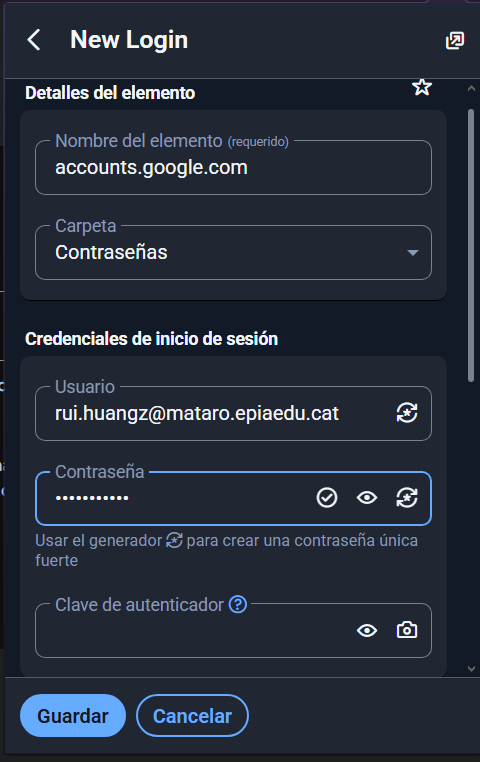 New Login
Detalles del elemento
Nombre del elemento (requerido)
accounts.google.com
Carpeta
Contraseñas
Credenciales de inicio de sesión
Usuario
rui.huangz@mataro.epiaedu.cat
Contraseña
•••••••••••
Usar el generador para crear una contraseña única
fuerte
Clave de autenticador ?
Guardar
Cancelar